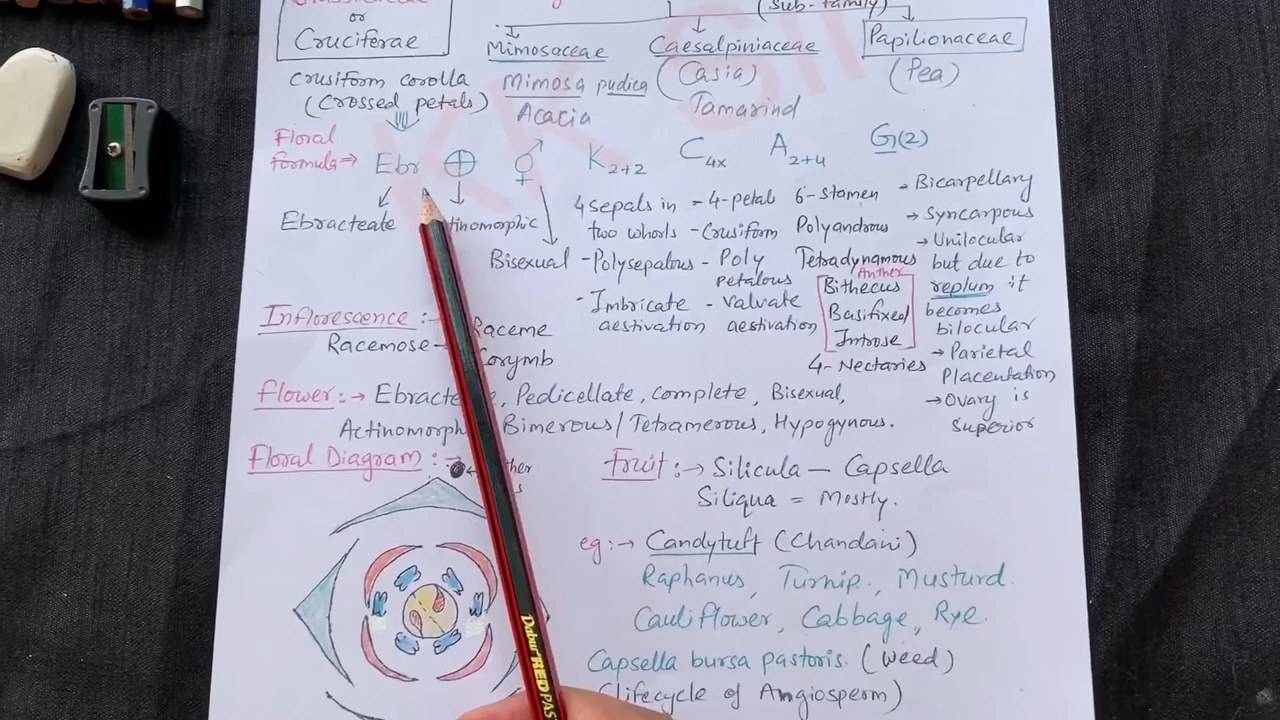 or
Cruciferae
Crusiform corolla
(Crossed petals)
(Sub-family)
Mimosaceae
Mimosa pudica
Acacia
Caesalpiniaceae
(Casia)
Tamarind
Papilionaceae
(Pea)
Floral
formula⇒ Ebr ⊕ ⚥ K2+2 C4x A2+4 G(2)
Ebracteate
Bisexual
4 sepals in
two whorls
-Polysepalous
- Imbricate
aestivation
- 4-petal
-Crusiform
- Poly
petalous
- valvate
aestivation
6-stamen
Polyandrous
Tetradynamous
Anther
Bithecus
Basifixed
Introse
4-Nectaries
→ Bicarpellary
→ Syncarpous
→ Unilocular
but due to
replum it
becomes
bilocular
→ Parietal
Placentation
→ Ovary is
Superior
Inflorescence :-
Raceme
Racemose-
Flower:→ Pedicellate, complete, Bisexual,
Bimerous/Tetramerous, Hypogynous.
Floral Diagram:→
Fruit:→ Silicula — Capsella
Siliqua = Mostly.
eg:→ Candytuft (Chandani)
Raphanus, Turnip, Musturd.
Cauliflower, Cabbage, Rye.
Capsella bursa pastoris. (weed)
(lifecycle of Angiosperm)